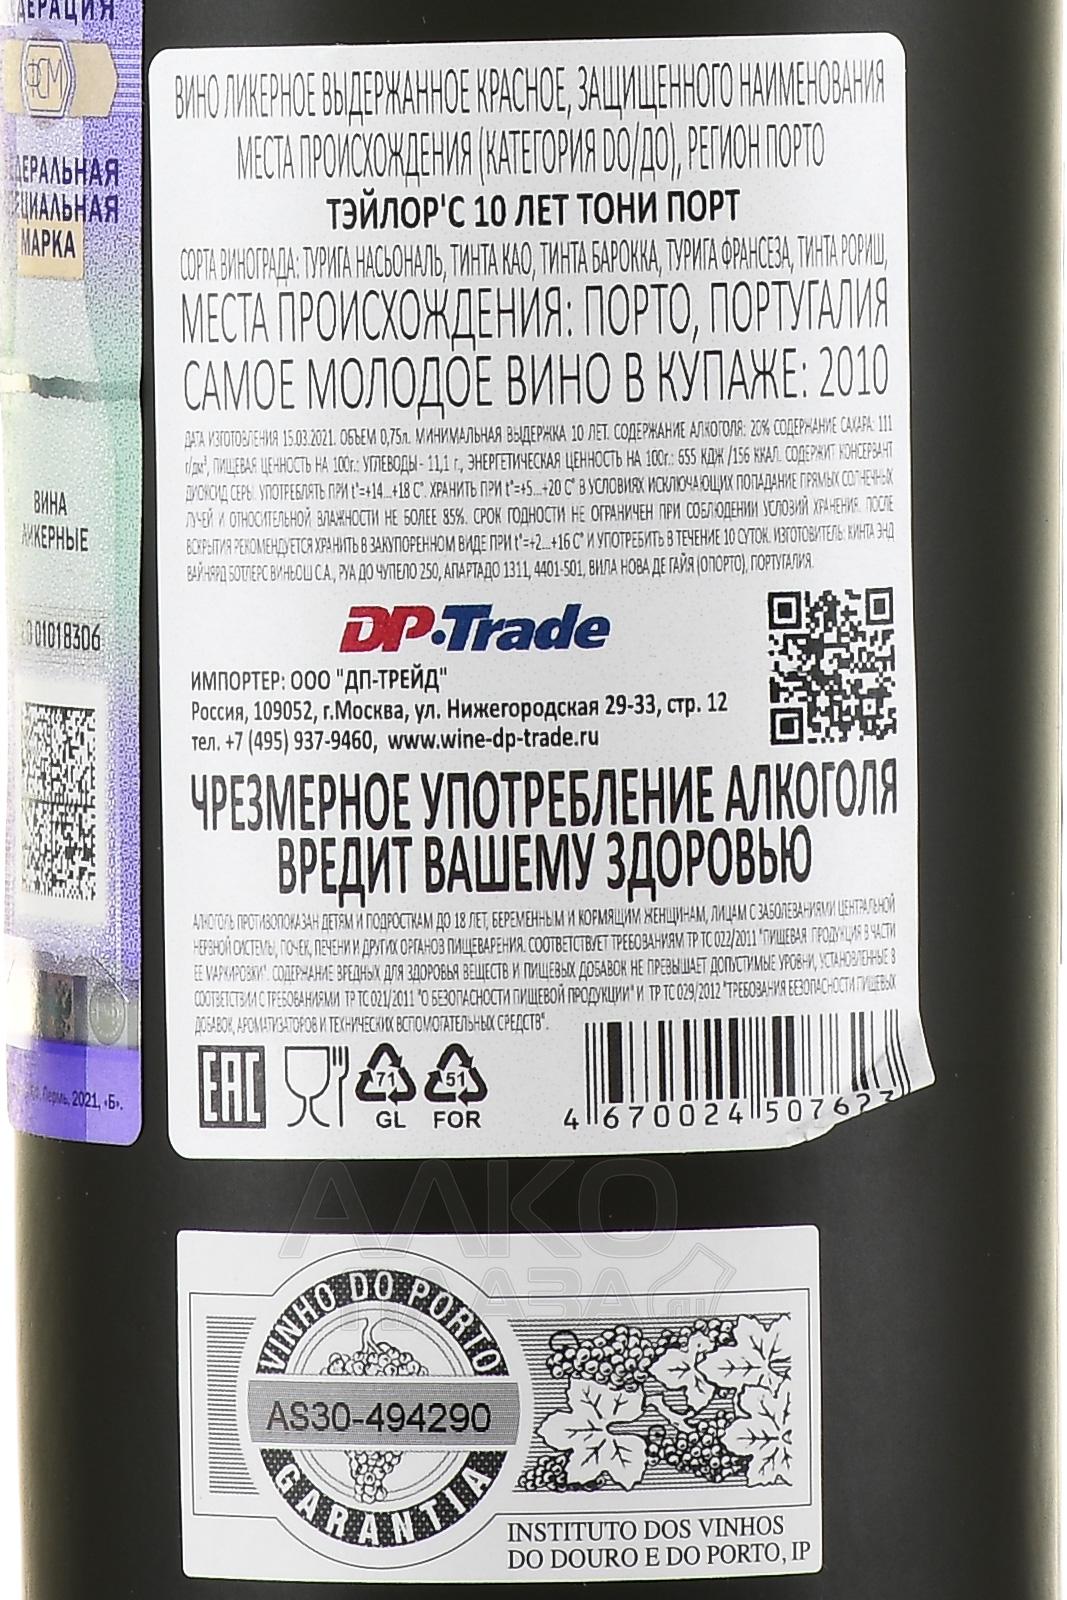 ДЕРАЦИЯ
ФСМ
ДЕРАЛЬНАЯ
ЕЦИАЛЬНАЯ
МАРКА
ВИНА
ЛИКЕРНЫЕ
01018306
Пермь, 2021, «Б».
ВИНО ЛИКЕРНОЕ ВЫДЕРЖАННОЕ КРАСНОЕ, ЗАЩИЩЕННОГО НАИМЕНОВАНИЯ
МЕСТА ПРОИСХОЖДЕНИЯ (КАТЕГОРИЯ DO/ДО), РЕГИОН ПОРТО
ТЭЙЛОР'С 10 ЛЕТ ТОНИ ПОРТ
СОРТА ВИНОГРАДА: ТУРИГА НАСЬОНАЛЬ, ТИНТА КАО, ТИНТА БАРОККА, ТУРИГА ФРАНСЕЗА, ТИНТА РОРИШ,
МЕСТА ПРОИСХОЖДЕНИЯ: ПОРТО, ПОРТУГАЛИЯ
САМОЕ МОЛОДОЕ ВИНО В КУПАЖЕ: 2010
ДАТА ИЗГОТОВЛЕНИЯ 15.03.2021. ОБЪЕМ 0,75л. МИНИМАЛЬНАЯ ВЫДЕРЖКА 10 ЛЕТ. СОДЕРЖАНИЕ АЛКОГОЛЯ: 20% СОДЕРЖАНИЕ САХАРА: 111
г/дм³, ПИЩЕВАЯ ЦЕННОСТЬ НА 100г.: УГЛЕВОДЫ- 11,1 г., ЭНЕРГЕТИЧЕСКАЯ ЦЕННОСТЬ НА 100г.: 655 КДЖ /156 ККАЛ. СОДЕРЖИТ КОНСЕРВАНТ
ДИОКСИД СЕРЫ. УПОТРЕБЛЯТЬ ПРИ t°=+14...+18 С°. ХРАНИТЬ ПРИ t°=+5...+20 С° В УСЛОВИЯХ ИСКЛЮЧАЮЩИХ ПОПАДАНИЕ ПРЯМЫХ СОЛНЕЧНЫХ
ЛУЧЕЙ И ОТНОСИТЕЛЬНОЙ ВЛАЖНОСТИ НЕ БОЛЕЕ 85%. СРОК ГОДНОСТИ НЕ ОГРАНИЧЕН ПРИ СОБЛЮДЕНИИ УСЛОВИЙ ХРАНЕНИЯ. ПОСЛЕ
ВСКРЫТИЯ РЕКОМЕНДУЕТСЯ ХРАНИТЬ В ЗАКУПОРЕННОМ ВИДЕ ПРИ t°=+2...+16 С° И УПОТРЕБИТЬ В ТЕЧЕНИЕ 10 СУТОК. ИЗГОТОВИТЕЛЬ: КИНТА ЭНД
ВАЙНЯРД БОТЛЕРС ВИНЬОШ С.А., РУА ДО ЧУПЕЛО 250, АПАРТАДО 1311, 4401-501, ВИЛА НОВА ДЕ ГАЙЯ (ОПОРТО), ПОРТУГАЛИЯ.
DP·Trade
ИМПОРТЕР: ООО "ДП-ТРЕЙД"
Россия, 109052, г.Москва, ул. Нижегородская 29-33, стр. 12
тел. +7 (495) 937-9460, www.wine-dp-trade.ru
ЧРЕЗМЕРНОЕ УПОТРЕБЛЕНИЕ АЛКОГОЛЯ
ВРЕДИТ ВАШЕМУ ЗДОРОВЬЮ
АЛКОГОЛЬ ПРОТИВОПОКАЗАН ДЕТЯМ И ПОДРОСТКАМ ДО 18 ЛЕТ, БЕРЕМЕННЫМ И КОРМЯЩИМ ЖЕНЩИНАМ, ЛИЦАМ С ЗАБОЛЕВАНИЯМИ ЦЕНТРАЛЬНОЙ
НЕРВНОЙ СИСТЕМЫ, ПОЧЕК, ПЕЧЕНИ И ДРУГИХ ОРГАНОВ ПИЩЕВАРЕНИЯ. СООТВЕТСТВУЕТ ТРЕБОВАНИЯМ ТР ТС 022/2011 "ПИЩЕВАЯ ПРОДУКЦИЯ В ЧАСТИ
ЕЕ МАРКИРОВКИ". СОДЕРЖАНИЕ ВРЕДНЫХ ДЛЯ ЗДОРОВЬЯ ВЕЩЕСТВ И ПИЩЕВЫХ ДОБАВОК НЕ ПРЕВЫШАЕТ ДОПУСТИМЫЕ УРОВНИ, УСТАНОВЛЕННЫЕ В
СООТВЕТСТВИИ С ТРЕБОВАНИЯМИ ТР ТС 021/2011 "О БЕЗОПАСНОСТИ ПИЩЕВОЙ ПРОДУКЦИИ" И ТР ТС 029/2012 "ТРЕБОВАНИЯ БЕЗОПАСНОСТИ ПИЩЕВЫХ
ДОБАВОК, АРОМАТИЗАТОРОВ И ТЕХНИЧЕСКИХ ВСПОМОГАТЕЛЬНЫХ СРЕДСТВ".
EAC
71
GL
51
FOR
4 670024 507623
АЛКО
ПЛАЗА
ru
VINHO DO PORTO
AS30-494290
GARANTIA
INSTITUTO DOS VINHOS
DO DOURO E DO PORTO, IP